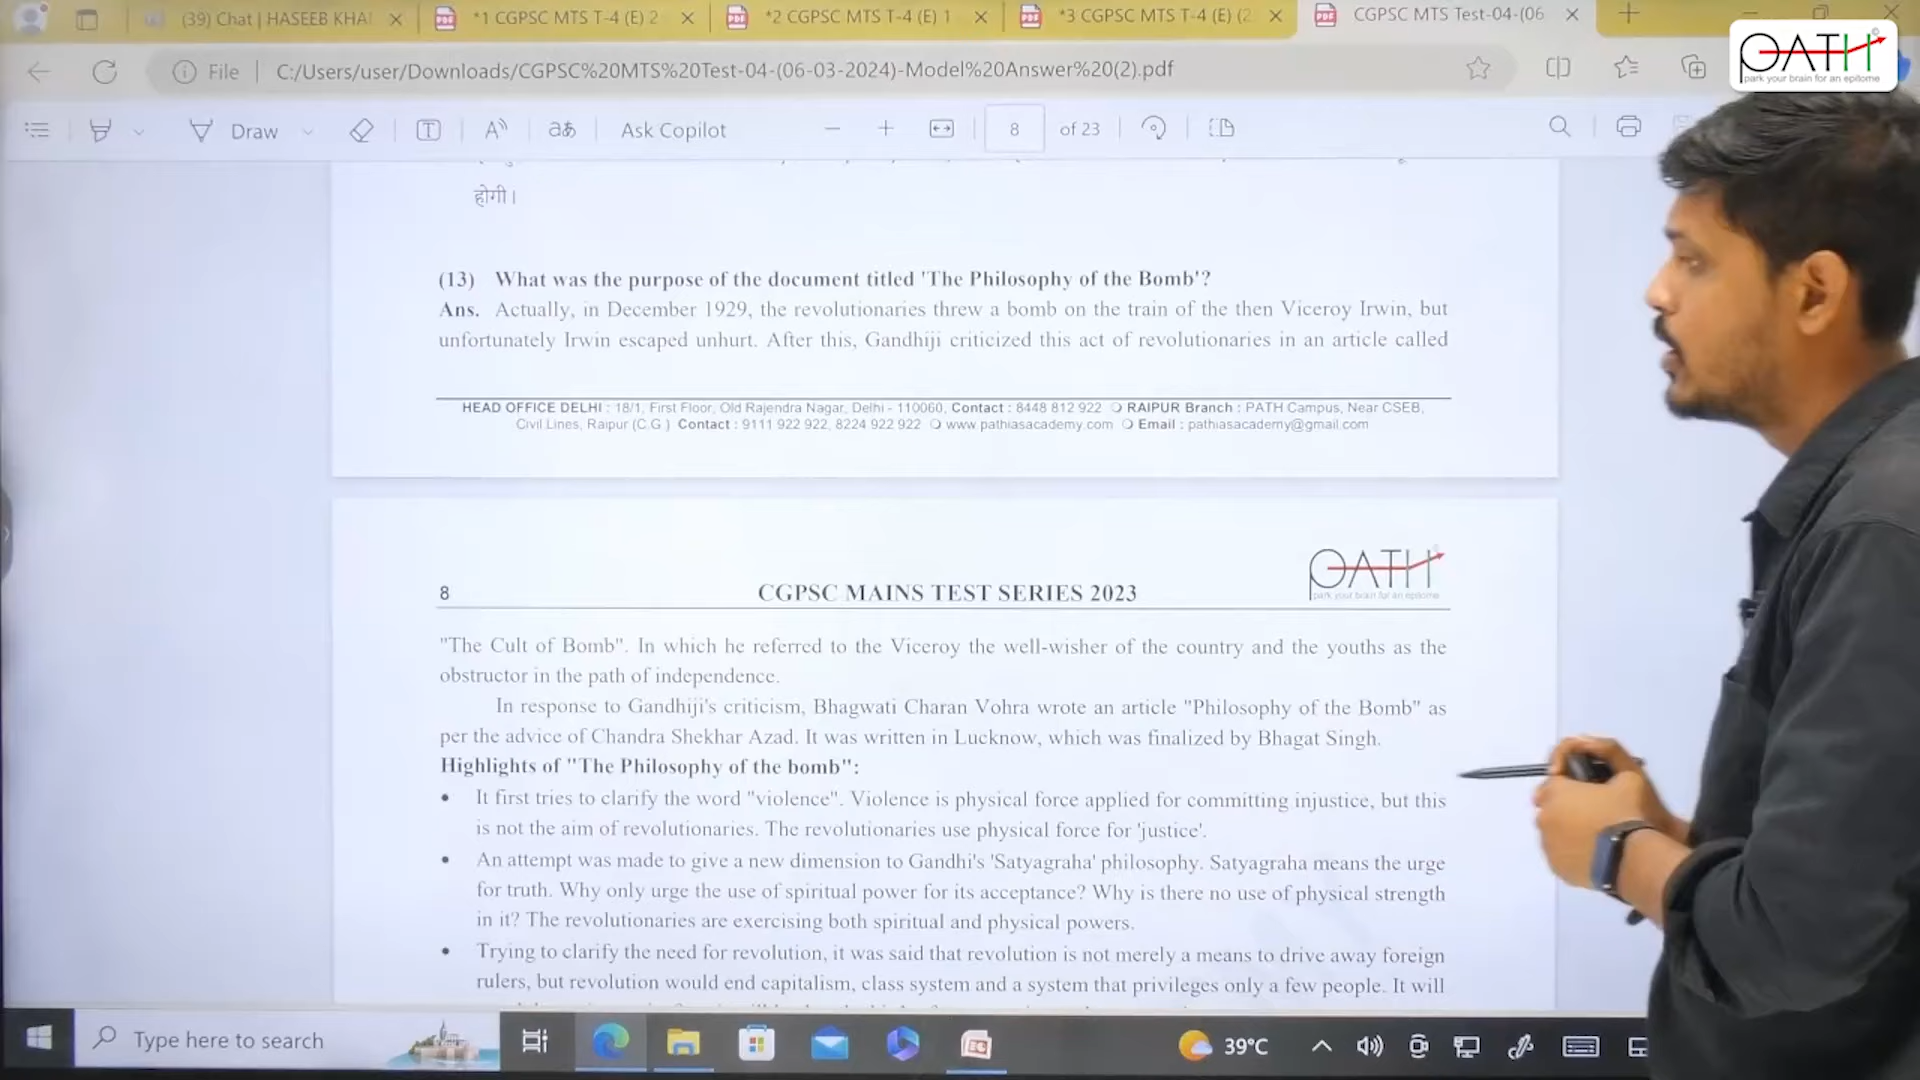 (39) Chat | HASEEB KHA
*1 CGPSC MTS T-4 (E) 2
*2 CGPSC MTS T-4 (E) 1
*3 CGPSC MTS T-4 (E) (2
CGPSC MTS Test-04-(06
PATH
park your brain for an epitome
File
C:/Users/user/Downloads/CGPSC%20MTS%20Test-04-(06-03-2024)-Model%20Answer%20(2).pdf
Draw
Ask Copilot
8 of 23
होगी।
(13) What was the purpose of the document titled 'The Philosophy of the Bomb'?
Ans. Actually, in December 1929, the revolutionaries threw a bomb on the train of the then Viceroy Irwin, but
unfortunately Irwin escaped unhurt. After this, Gandhiji criticized this act of revolutionaries in an article called
HEAD OFFICE DELHI : 18/1, First Floor, Old Rajendra Nagar, Delhi - 110060, Contact : 8448 812 922 ❍ RAIPUR Branch : PATH Campus, Near CSEB,
Civil Lines, Raipur (C.G.) Contact : 9111 922 922, 8224 922 922 ❍ www.pathiasacademy.com ❍ Email : pathiasacademy@gmail.com
PATH
park your brain for an epitome
8 CGPSC MAINS TEST SERIES 2023
"The Cult of Bomb". In which he referred to the Viceroy the well-wisher of the country and the youths as the
obstructor in the path of independence.
In response to Gandhiji's criticism, Bhagwati Charan Vohra wrote an article "Philosophy of the Bomb" as
per the advice of Chandra Shekhar Azad. It was written in Lucknow, which was finalized by Bhagat Singh.
Highlights of "The Philosophy of the bomb":
• It first tries to clarify the word "violence". Violence is physical force applied for committing injustice, but this
is not the aim of revolutionaries. The revolutionaries use physical force for 'justice'.
• An attempt was made to give a new dimension to Gandhi's 'Satyagraha' philosophy. Satyagraha means the urge
for truth. Why only urge the use of spiritual power for its acceptance? Why is there no use of physical strength
in it? The revolutionaries are exercising both spiritual and physical powers.
• Trying to clarify the need for revolution, it was said that revolution is not merely a means to drive away foreign
rulers, but revolution would end capitalism, class system and a system that privileges only a few people. It will
Type here to search
39°C